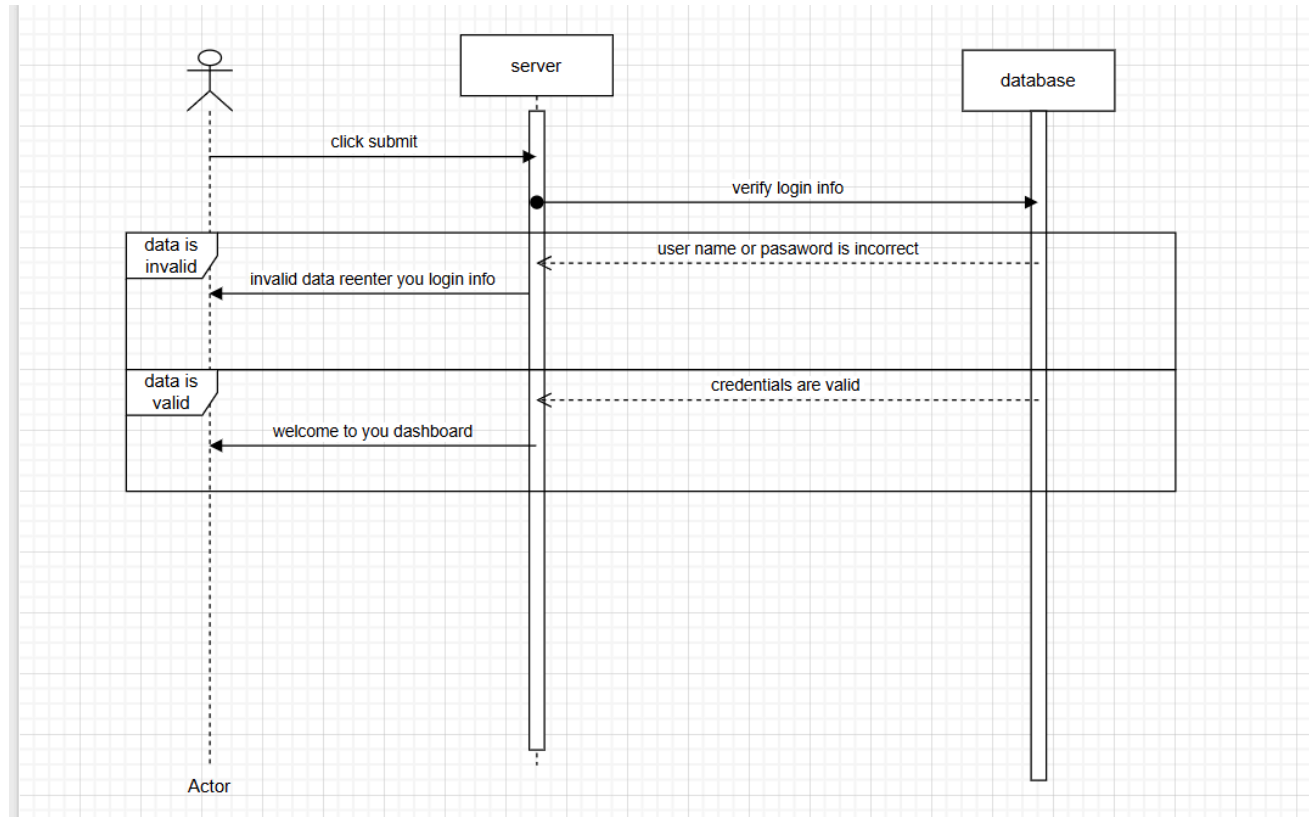 server
database
click submit
verify login info
data is
invalid
user name or pasaword is incorrect
invalid data reenter you login info
data is
valid
credentials are valid
welcome to you dashboard
Actor